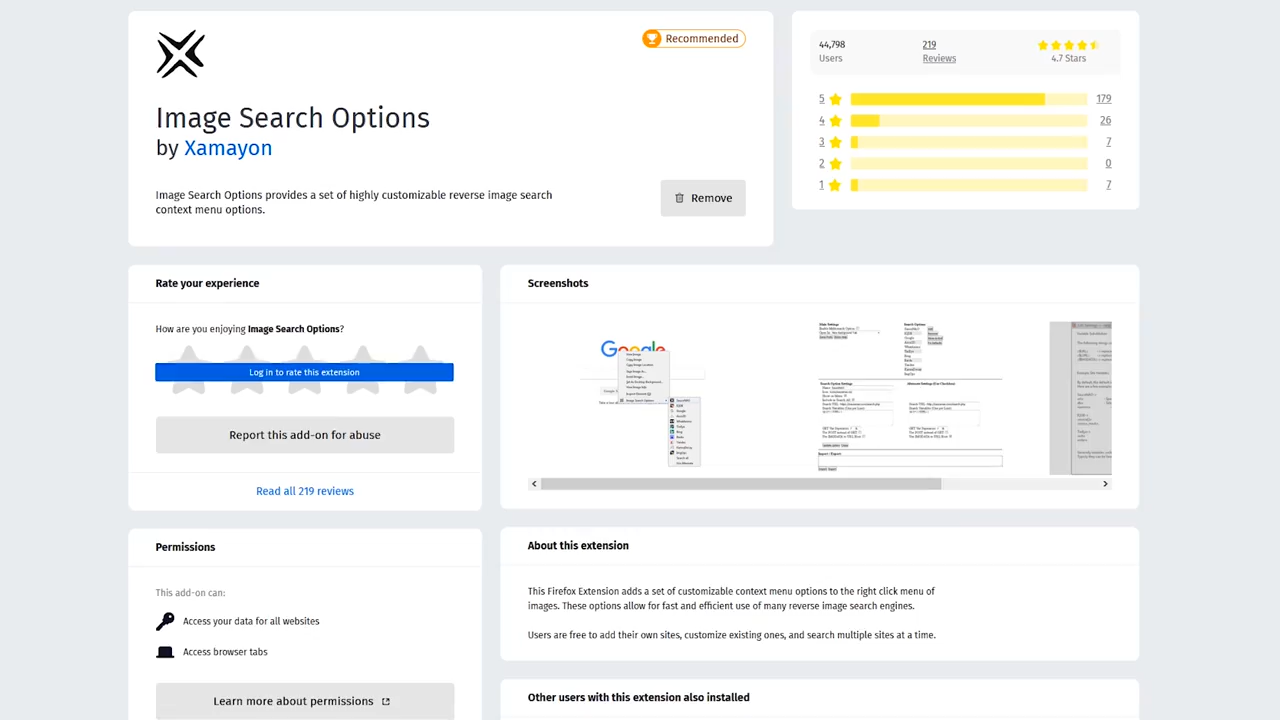 Recommended
Image Search Options
by Xamayon
Image Search Options provides a set of highly customizable reverse image search
context menu options.
Remove
44,798
Users
219
Reviews
4.7 Stars
5
179
4
26
3
7
2
0
1
7
Rate your experience
How are you enjoying Image Search Options?
Log in to rate this extension
Report this add-on for abuse
Read all 219 reviews
Screenshots
Google
Permissions
This add-on can:
Access your data for all websites
Access browser tabs
Learn more about permissions
About this extension
This Firefox Extension adds a set of customizable context menu options to the right click menu of
images. These options allow for fast and efficient use of many reverse image search engines.
Users are free to add their own sites, customize existing ones, and search multiple sites at a time.
Other users with this extension also installed